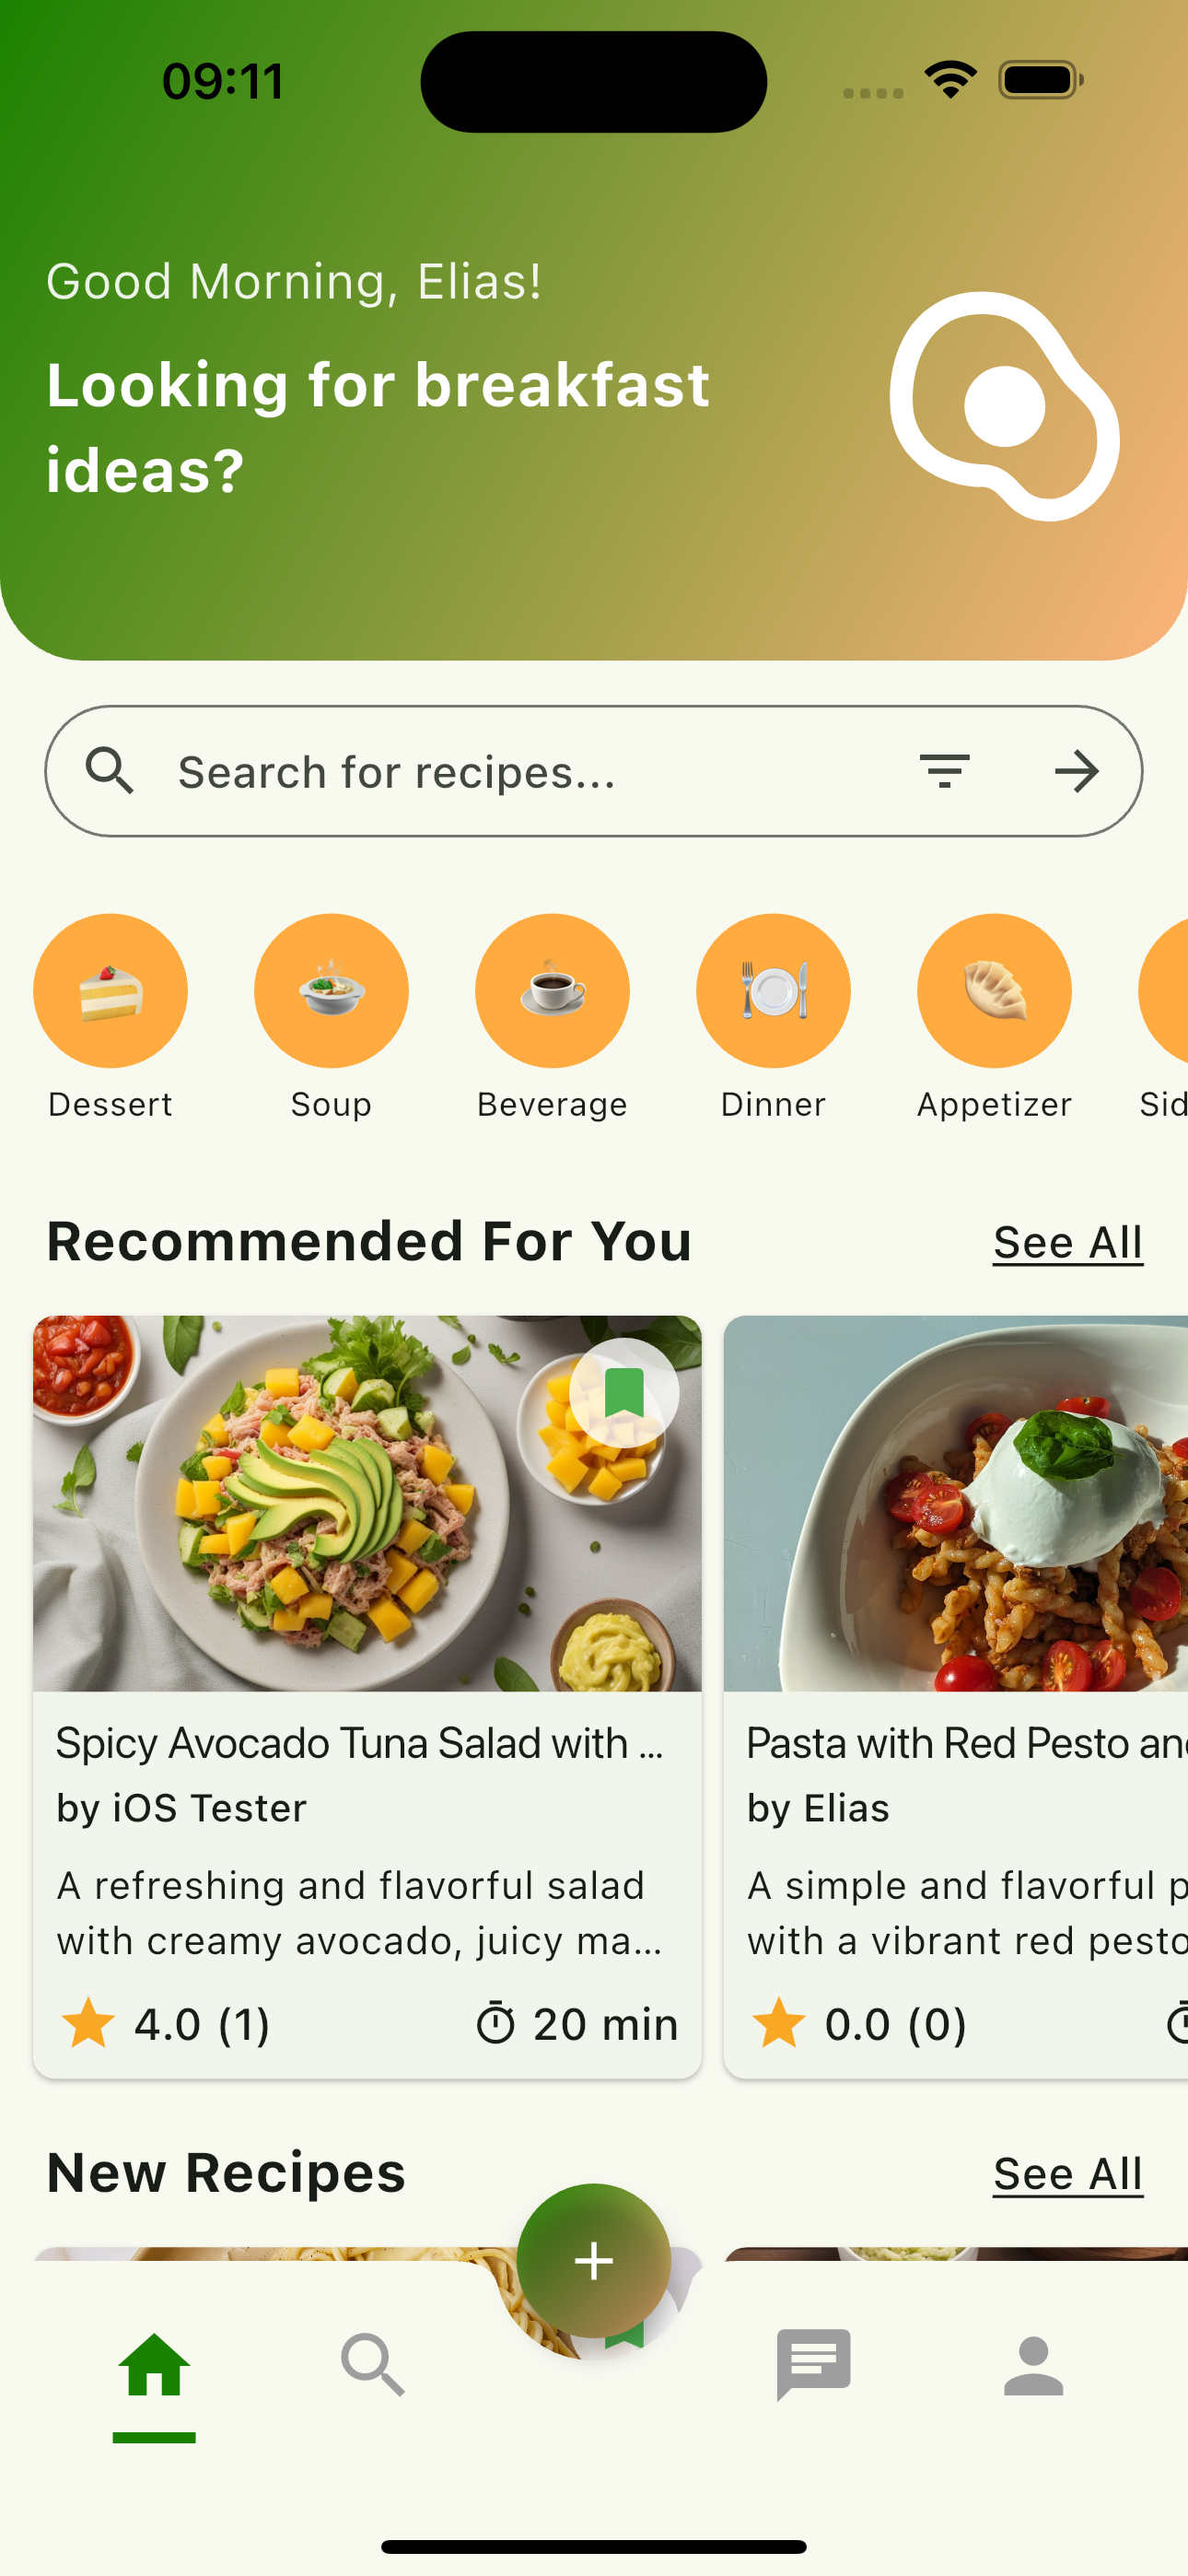 09:11
Good Morning, Elias!
Looking for breakfast
ideas?
Search for recipes...
Dessert
Soup
Beverage
Dinner
Appetizer
Sid
Recommended For You
See All
Spicy Avocado Tuna Salad with ...
by iOS Tester
A refreshing and flavorful salad
with creamy avocado, juicy ma...
4.0 (1)
20 min
Pasta with Red Pesto an
by Elias
A simple and flavorful p
with a vibrant red pesto
0.0 (0)
New Recipes
See All